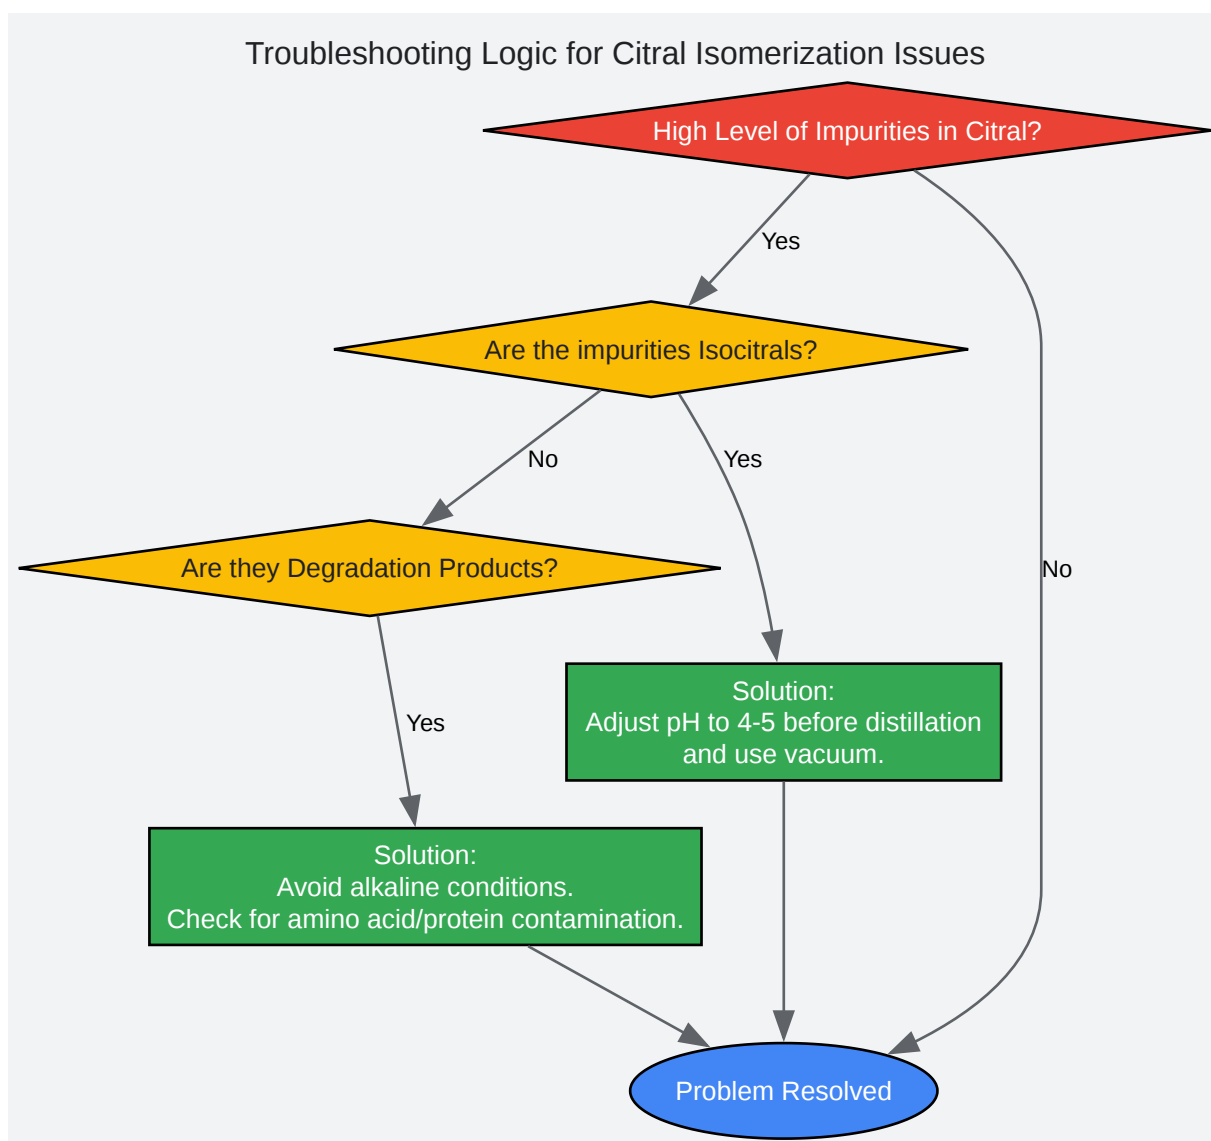 Troubleshooting Logic for Citral Isomerization Issues
High Level of Impurities in Citral?
Yes
Are the impurities Isocitrals?
No
Yes
Are they Degradation Products?
No
Solution:
Adjust pH to 4-5 before distillation
and use vacuum.
Yes
Solution:
Avoid alkaline conditions.
Check for amino acid/protein contamination.
Problem Resolved